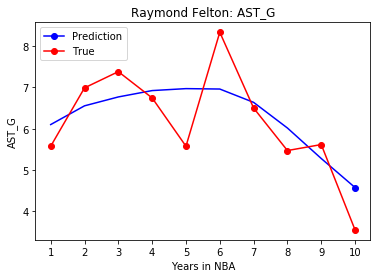 Raymond Felton: AST_G
Prediction
True
8
7
6
5
4
AST_G
1 2 3 4 5 6 7 8 9 10
Years in NBA